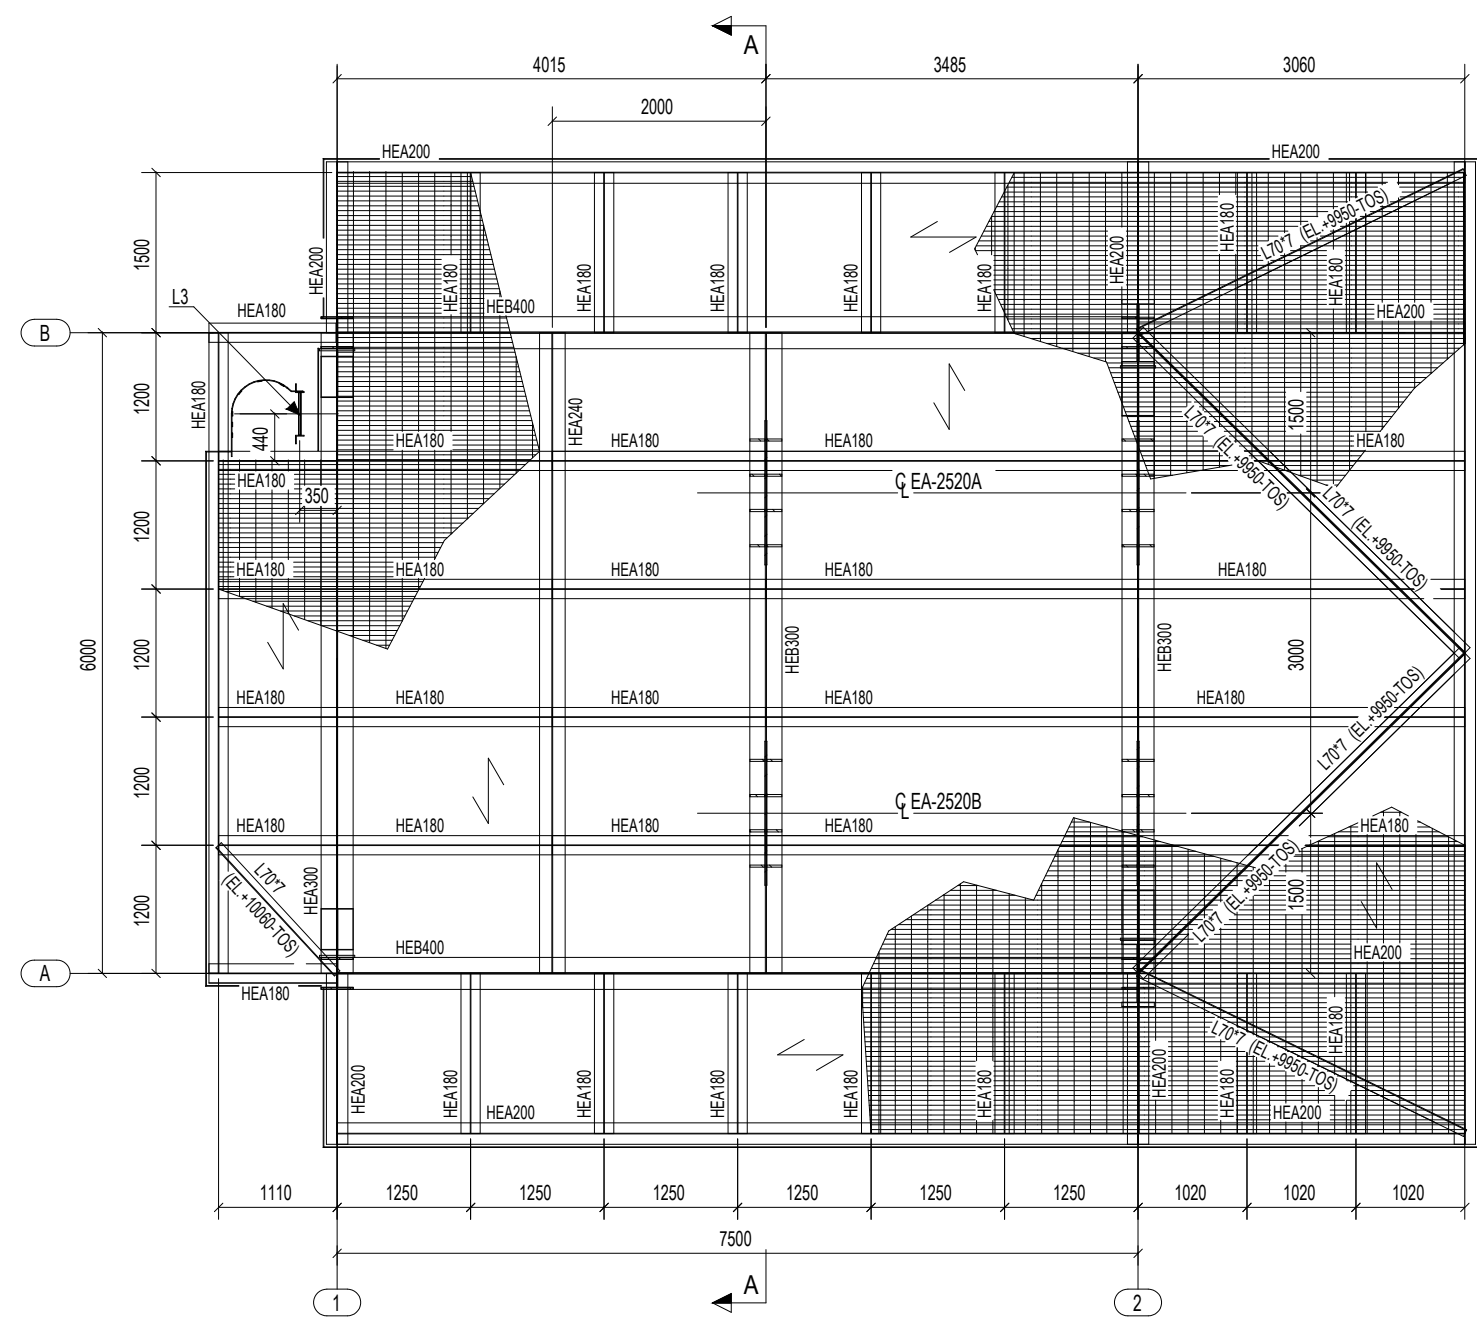 A
4015
3485
3060
2000
HEA200
HEA200
1500
HEA200
HEA180
HEA180
HEA180
HEA180
HEA180
HEA200
HEA180
L70*7 (EL.+9950-TOS)
HEA180
L3
HEA180
HEB400
HEA200
B
1200
HEA180
440
HEA240
L70*7 (EL.+9950-TOS)
1500
HEA180
HEA180
HEA180
HEA180
HEA180
350
CL EA-2520A
L70*7 (EL.+9950-TOS)
1200
HEA180
HEA180
HEA180
HEA180
HEA180
6000
1200
HEB300
HEB300
3000
HEA180
HEA180
HEA180
HEA180
HEA180
L70*7 (EL.+9950-TOS)
1200
CL EA-2520B
HEA180
HEA180
HEA180
HEA180
HEA180
L70*7
(EL.+10060-TOS)
HEA300
1200
L70*7 (EL.+9950-TOS)
1500
HEB400
HEA200
A
HEA180
HEA200
HEA180
HEA200
HEA180
HEA180
HEA180
HEA180
HEA200
HEA180
L70*7 (EL.+9950-TOS)
HEA180
HEA200
1110
1250
1250
1250
1250
1250
1250
1020
1020
1020
7500
A
1
2